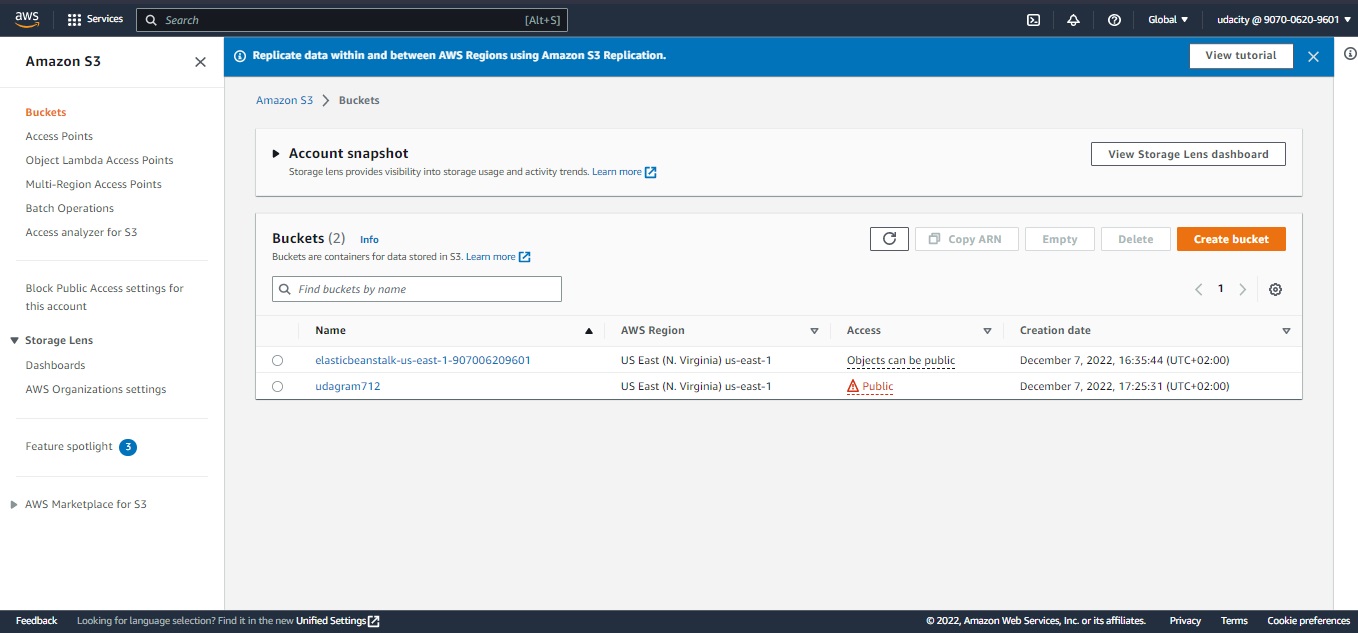 aws
Services
Search [Alt+S]
Global
udacity @ 9070-0620-9601
Amazon S3
Buckets
Access Points
Object Lambda Access Points
Multi-Region Access Points
Batch Operations
Access analyzer for S3
Block Public Access settings for
this account
Storage Lens
Dashboards
AWS Organizations settings
Feature spotlight 3
AWS Marketplace for S3
Replicate data within and between AWS Regions using Amazon S3 Replication.
View tutorial
Amazon S3 Buckets
Account snapshot
Storage lens provides visibility into storage usage and activity trends. Learn more
View Storage Lens dashboard
Buckets (2) Info
Buckets are containers for data stored in S3. Learn more
Copy ARN
Empty
Delete
Create bucket
Find buckets by name
1
Name AWS Region Access Creation date
elasticbeanstalk-us-east-1-907006209601 US East (N. Virginia) us-east-1 Objects can be public December 7, 2022, 16:35:44 (UTC+02:00)
udagram712 US East (N. Virginia) us-east-1 Public December 7, 2022, 17:25:31 (UTC+02:00)
Feedback Looking for language selection? Find it in the new Unified Settings © 2022, Amazon Web Services, Inc. or its affiliates. Privacy Terms Cookie preferences